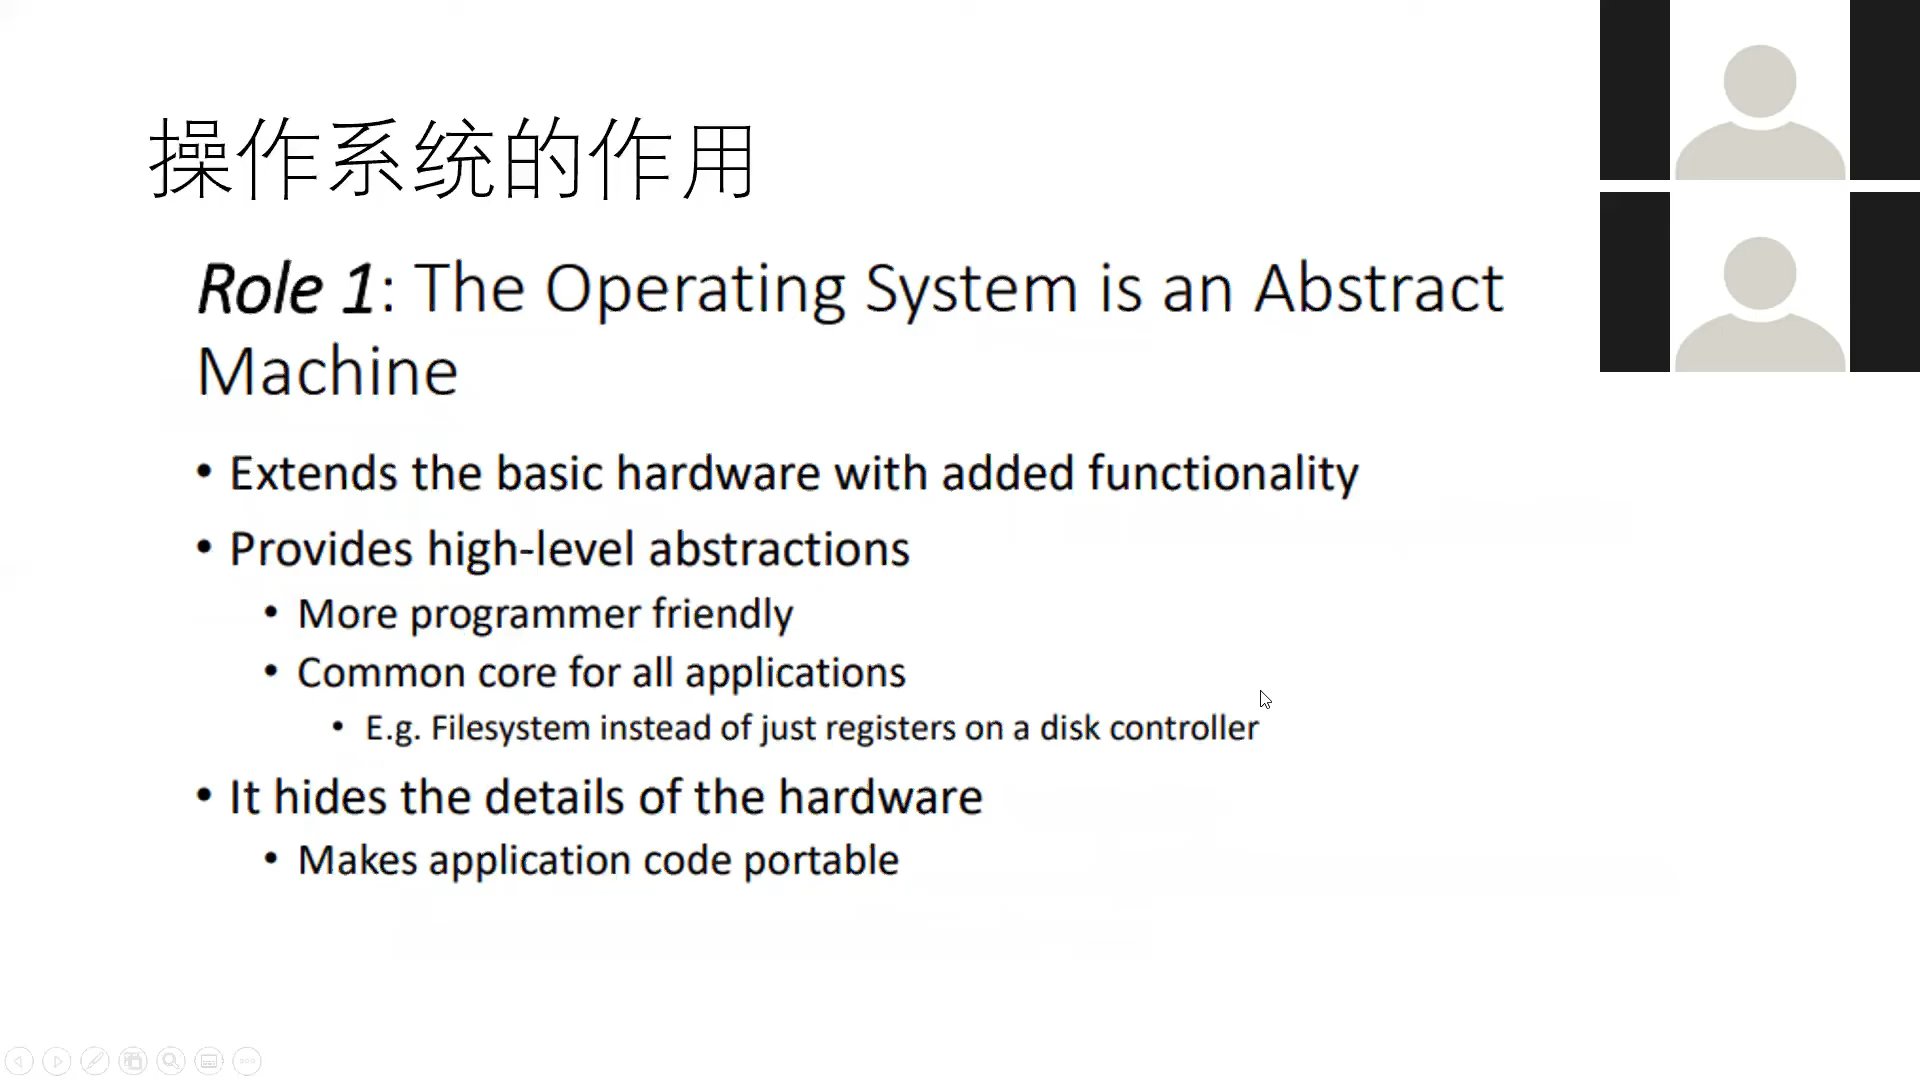 操作系统的作用
Role 1: The Operating System is an Abstract
Machine
• Extends the basic hardware with added functionality
• Provides high-level abstractions
• More programmer friendly
• Common core for all applications
• E.g. Filesystem instead of just registers on a disk controller
• It hides the details of the hardware
• Makes application code portable